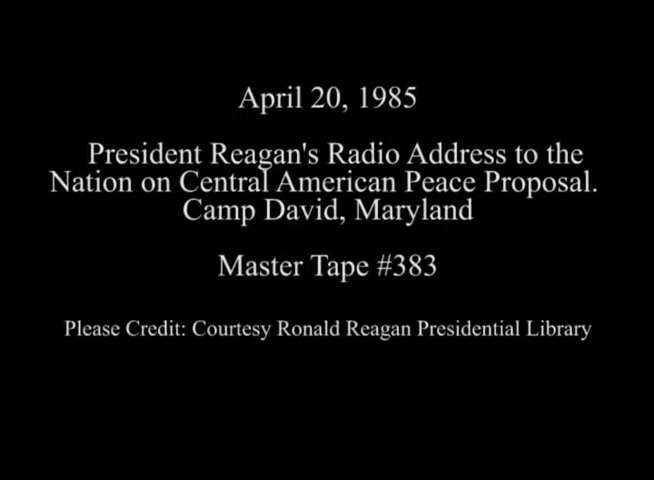 April 20, 1985
President Reagan's Radio Address to the
Nation on Central American Peace Proposal.
Camp David, Maryland
Master Tape #383
Please Credit: Courtesy Ronald Reagan Presidential Library